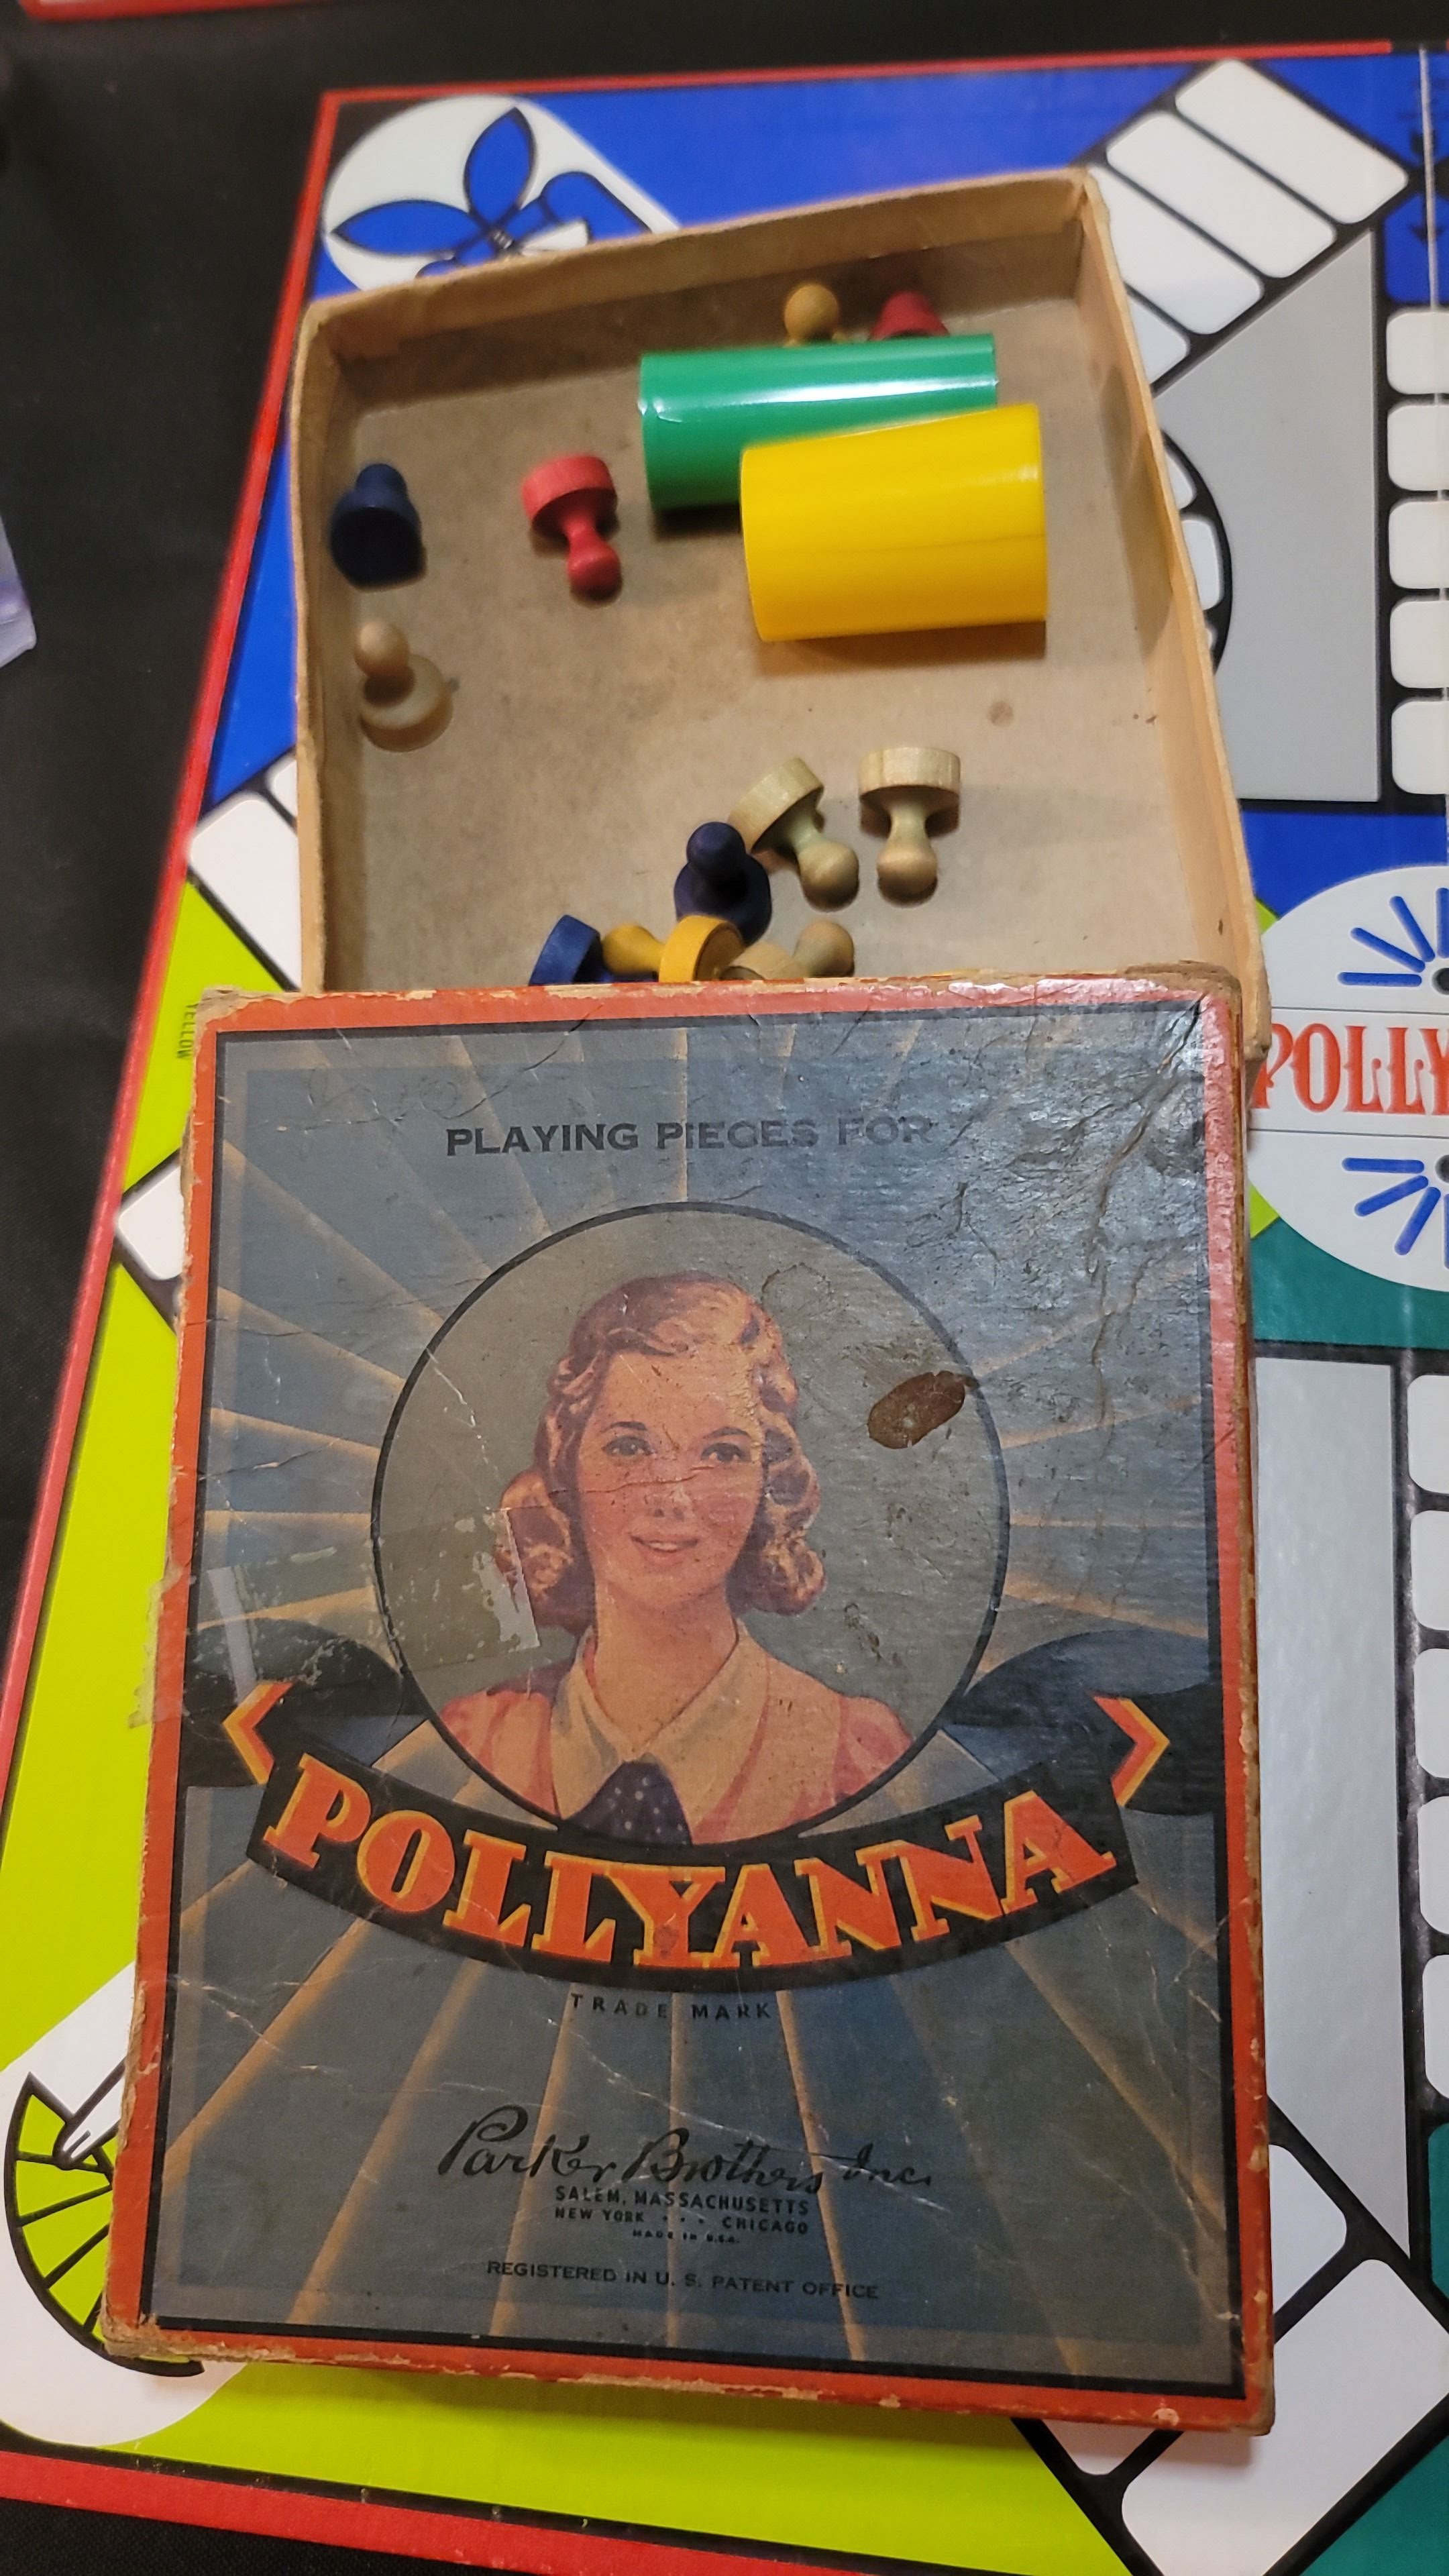 YELLOW
POLLY
PLAYING PIECES FOR
POLLYANNA
TRADE MARK
Parker Brothers Inc.
SALEM, MASSACHUSETTS
NEW YORK · · · CHICAGO
MADE IN U.S.A.
REGISTERED IN U. S. PATENT OFFICE